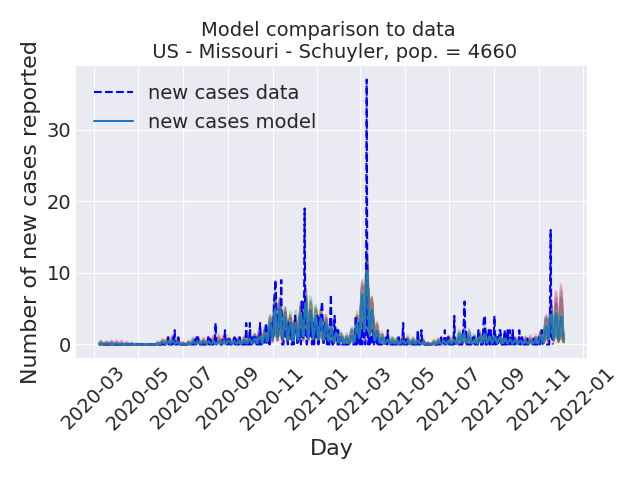 Model comparison to data
US - Missouri - Schuyler, pop. = 4660
new cases data
new cases model
Number of new cases reported
30
20
10
0
2020-03
2020-05
2020-07
2020-09
2020-11
2021-01
2021-03
2021-05
2021-07
2021-09
2021-11
2022-01
Day